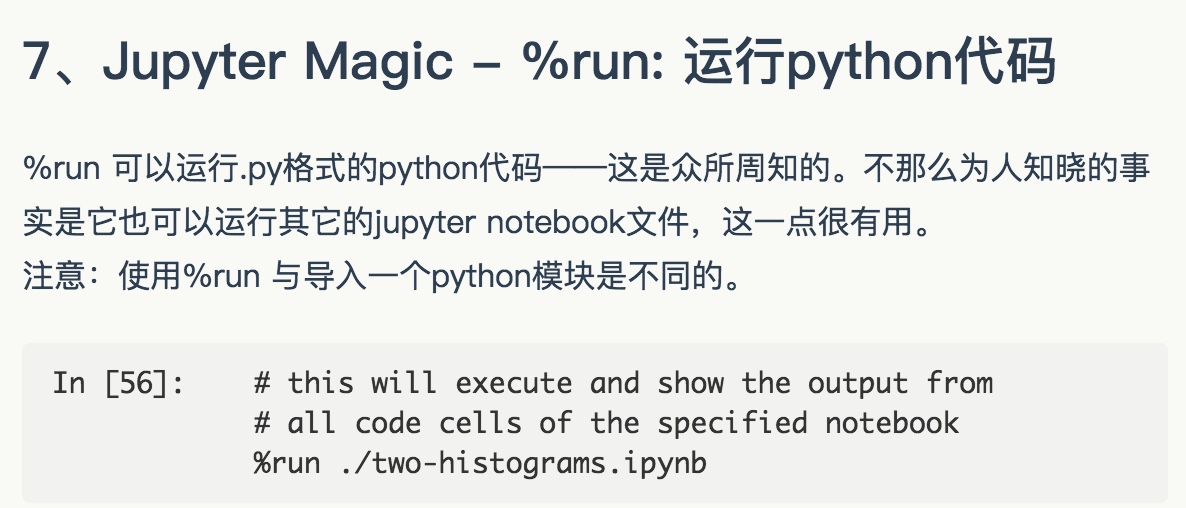 7、Jupyter Magic – %run: 运行python代码
%run 可以运行.py格式的python代码——这是众所周知的。不那么为人知晓的事
实是它也可以运行其它的jupyter notebook文件，这一点很有用。
注意：使用%run 与导入一个python模块是不同的。
In [56]:    # this will execute and show the output from
# all code cells of the specified notebook
%run ./two-histograms.ipynb